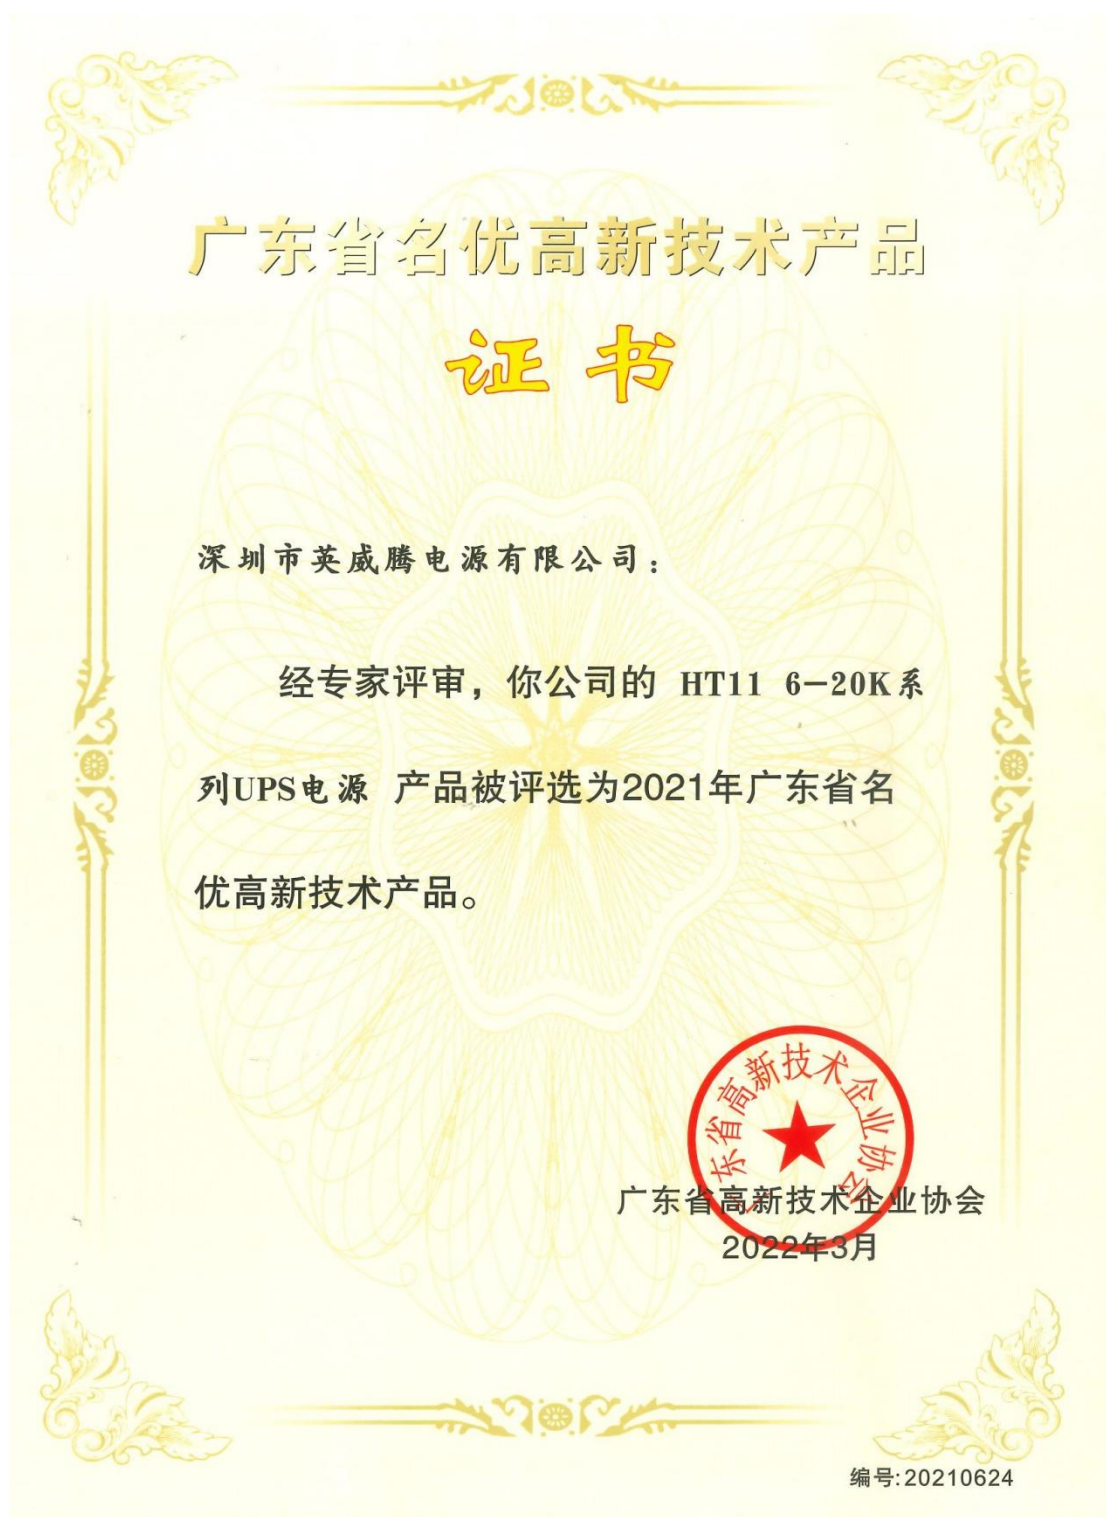 广东省名优高新技术产品
证书
深圳市英威腾电源有限公司：
经专家评审，你公司的 HT11 6-20K系
列UPS电源 产品被评选为2021年广东省名
优高新技术产品。
广东省高新技术企业协会
广东省高新技术企业协会
2022年3月
编号:20210624